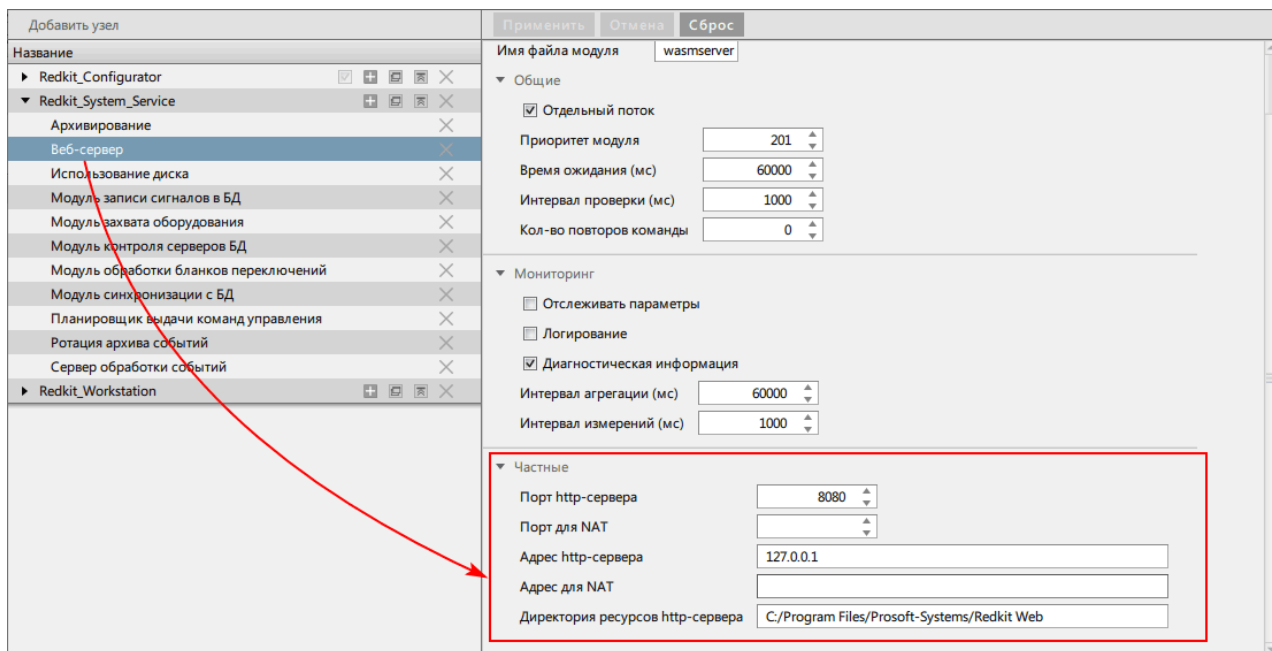 Добавить узел
Название
Redkit_Configurator
Redkit_System_Service
Архивирование
Веб-сервер
Использование диска
Модуль записи сигналов в БД
Модуль захвата оборудования
Модуль контроля серверов БД
Модуль обработки бланков переключений
Модуль синхронизации с БД
Планировщик выдачи команд управления
Ротация архива событий
Сервер обработки событий
Redkit_Workstation
Применить Отмена Сброс
Имя файла модуля wasmserver
Общие
Отдельный поток
Приоритет модуля 201
Время ожидания (мс) 60000
Интервал проверки (мс) 1000
Кол-во повторов команды 0
Мониторинг
Отслеживать параметры
Логирование
Диагностическая информация
Интервал агрегации (мс) 60000
Интервал измерений (мс) 1000
Частные
Порт http-сервера 8080
Порт для NAT
Адрес http-сервера 127.0.0.1
Адрес для NAT
Директория ресурсов http-сервера C:/Program Files/Prosoft-Systems/Redkit Web